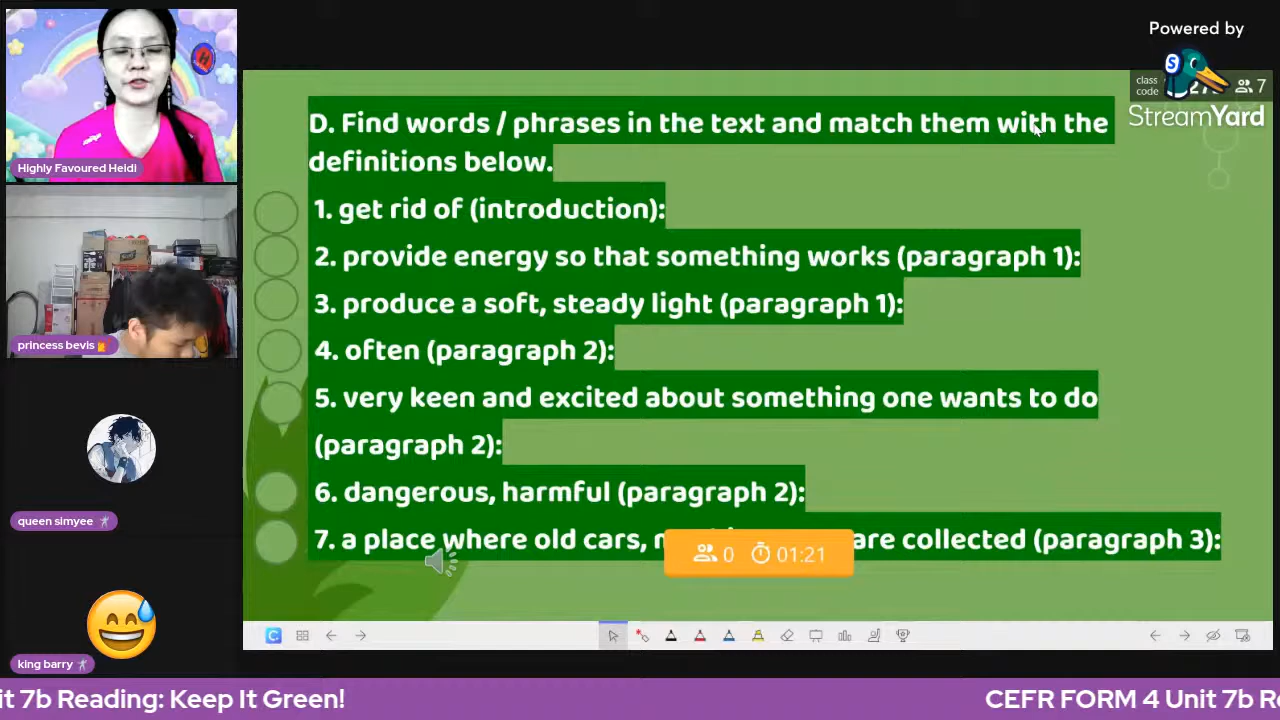 Powered by
StreamYard
class
code
7
Highly Favoured Heidi
princess bevis
queen simyee
king barry
D. Find words / phrases in the text and match them with the
definitions below.
1. get rid of (introduction):
2. provide energy so that something works (paragraph 1):
3. produce a soft, steady light (paragraph 1):
4. often (paragraph 2):
5. very keen and excited about something one wants to do
(paragraph 2):
6. dangerous, harmful (paragraph 2):
7. a place where old cars, are collected (paragraph 3):
0 01:21
7b Reading: Keep It Green! CEFR FORM 4 Unit 7b